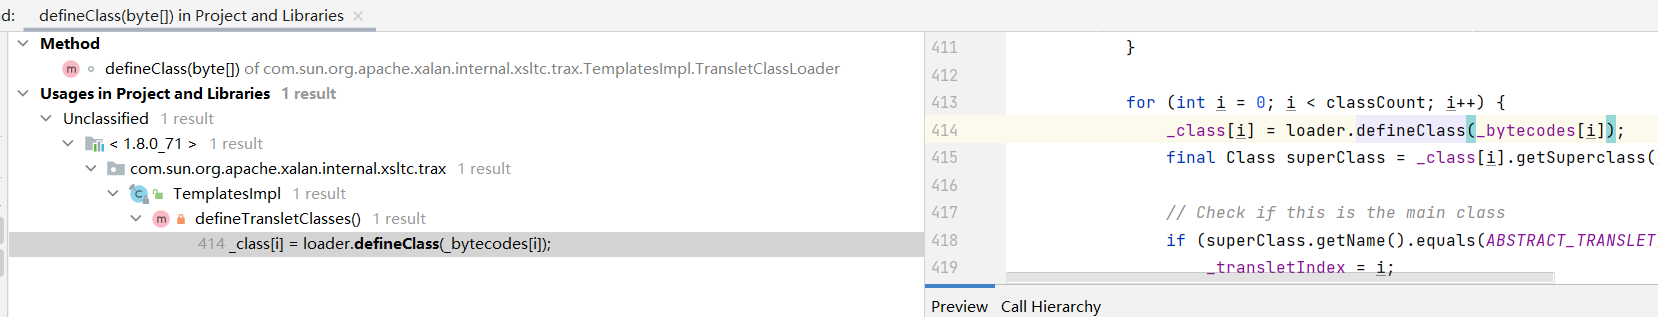 d: defineClass(byte[]) in Project and Libraries
Method
m defineClass(byte[]) of com.sun.org.apache.xalan.internal.xsltc.trax.TemplatesImpl.TransletClassLoader
Usages in Project and Libraries 1 result
Unclassified 1 result
< 1.8.0_71 > 1 result
com.sun.org.apache.xalan.internal.xsltc.trax 1 result
C TemplatesImpl 1 result
m defineTransletClasses() 1 result
414 _class[i] = loader.defineClass(_bytecodes[i]);
411 }
412
413 for (int i = 0; i < classCount; i++) {
414 _class[i] = loader.defineClass(_bytecodes[i]);
415 final Class superClass = _class[i].getSuperclass(
416
417 // Check if this is the main class
418 if (superClass.getName().equals(ABSTRACT_TRANSLET
419 _transletIndex = i;
Preview Call Hierarchy